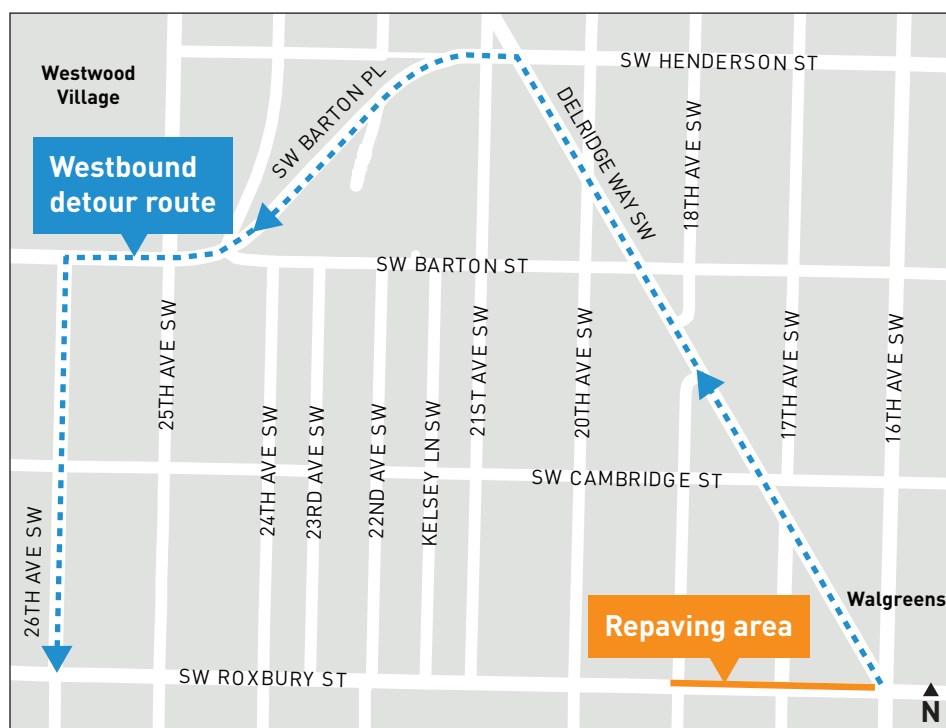 SW HENDERSON ST
Westwood
Village
SW BARTON PL
DELRIDGE WAY SW
18TH AVE SW
Westbound
detour route
SW BARTON ST
25TH AVE SW
24TH AVE SW
23RD AVE SW
22ND AVE SW
KELSEY LN SW
21ST AVE SW
20TH AVE SW
17TH AVE SW
16TH AVE SW
SW CAMBRIDGE ST
26TH AVE SW
Walgreens
Repaving area
SW ROXBURY ST
N